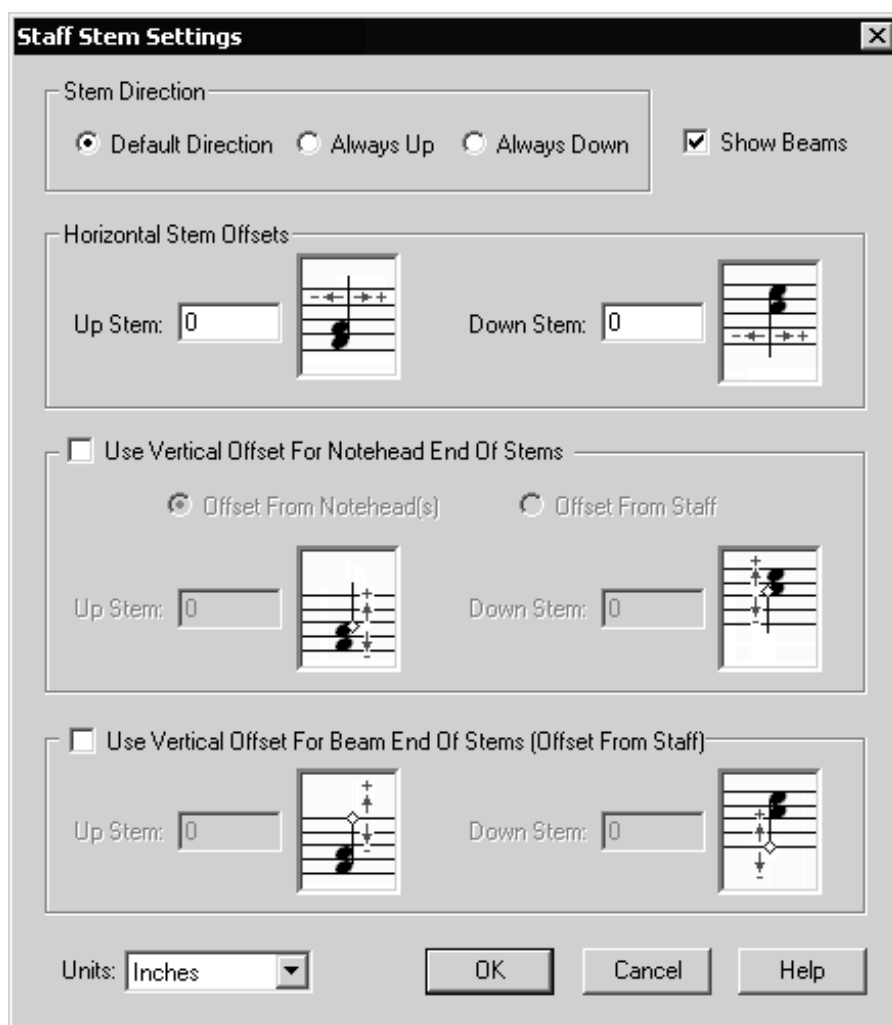 Staff Stem Settings
Stem Direction
Default Direction Always Up Always Down Show Beams
Horizontal Stem Offsets
Up Stem: 0 - + Down Stem: 0 - +
Use Vertical Offset For Notehead End Of Stems
Offset From Notehead(s) Offset From Staff
Up Stem: 0 + - Down Stem: 0 + -
Use Vertical Offset For Beam End Of Stems (Offset From Staff)
Up Stem: 0 + - Down Stem: 0 + -
Units: Inches OK Cancel Help